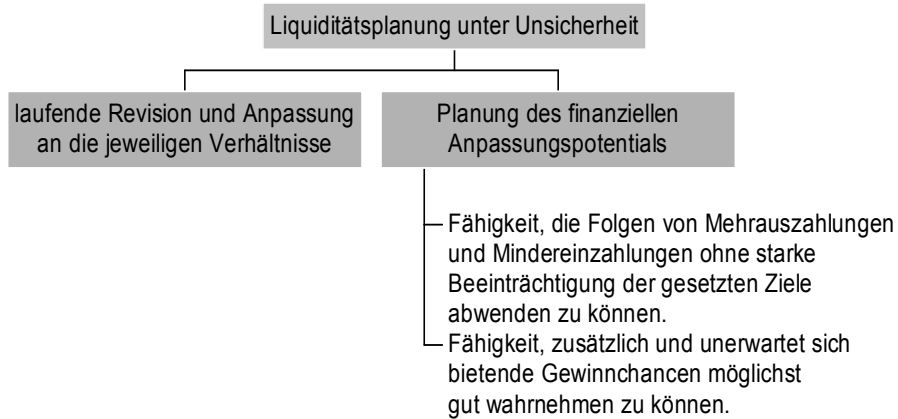 Liquiditätsplanung unter Unsicherheit
laufende Revision und Anpassung
an die jeweiligen Verhältnisse
Planung des finanziellen
Anpassungspotentials
Fähigkeit, die Folgen von Mehrauszahlungen
und Mindereinzahlungen ohne starke
Beeinträchtigung der gesetzten Ziele
abwenden zu können.
Fähigkeit, zusätzlich und unerwartet sich
bietende Gewinnchancen möglichst
gut wahrnehmen zu können.